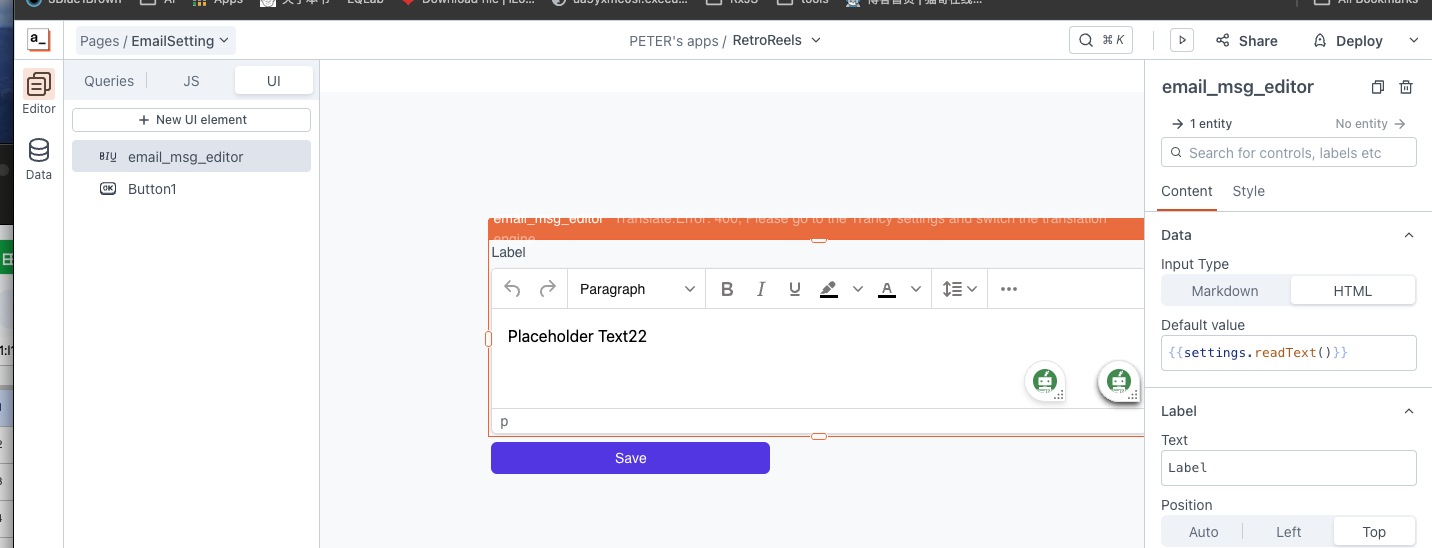 Pages / EmailSetting
PETER's apps / RetroReels
⌘ K
Share
Deploy
Editor
Data
Queries
JS
UI
+ New UI element
email_msg_editor
Button1
email_msg_editor Translate.Error: 400, Please go to the Trancy settings and switch the translation
engine
Label
Paragraph
B I U A
Placeholder Text22
p
Save
email_msg_editor
→ 1 entity
No entity →
Search for controls, labels etc
Content
Style
Data
Input Type
Markdown
HTML
Default value
{{settings.readText()}}
Label
Text
Label
Position
Auto
Left
Top